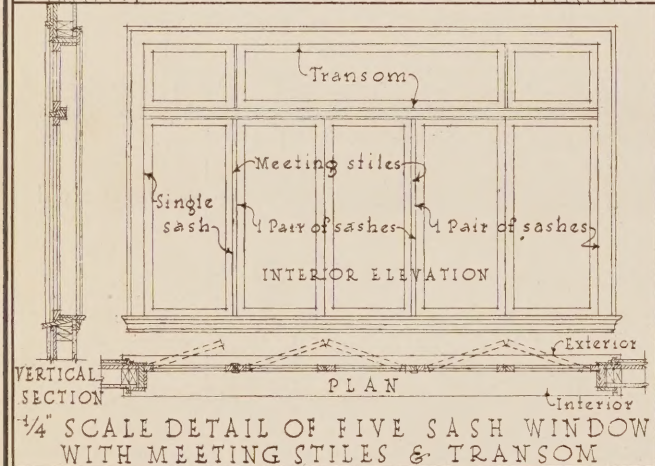 Transom
Meeting stiles
Single
sash
1 Pair of sashes
1 Pair of sashes
INTERIOR ELEVATION
Exterior
VERTICAL
SECTION
PLAN
Interior
1/4" SCALE DETAIL OF FIVE SASH WINDOW
WITH MEETING STILES & TRANSOM